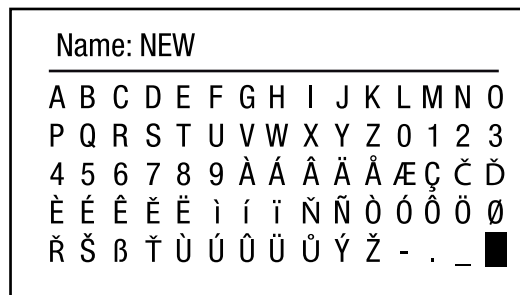 Name: NEW
A B C D E F G H I J K L M N O
P Q R S T U V W X Y Z 0 1 2 3
4 5 6 7 8 9 À Á Â Ä Å Æ Ç Č Ď
È É Ê Ě Ë ì í ï Ň Ñ Ò Ó Ô Ö Ø
Ř Š ß Ť Ù Ú Û Ü Ů Ý Ž - . _